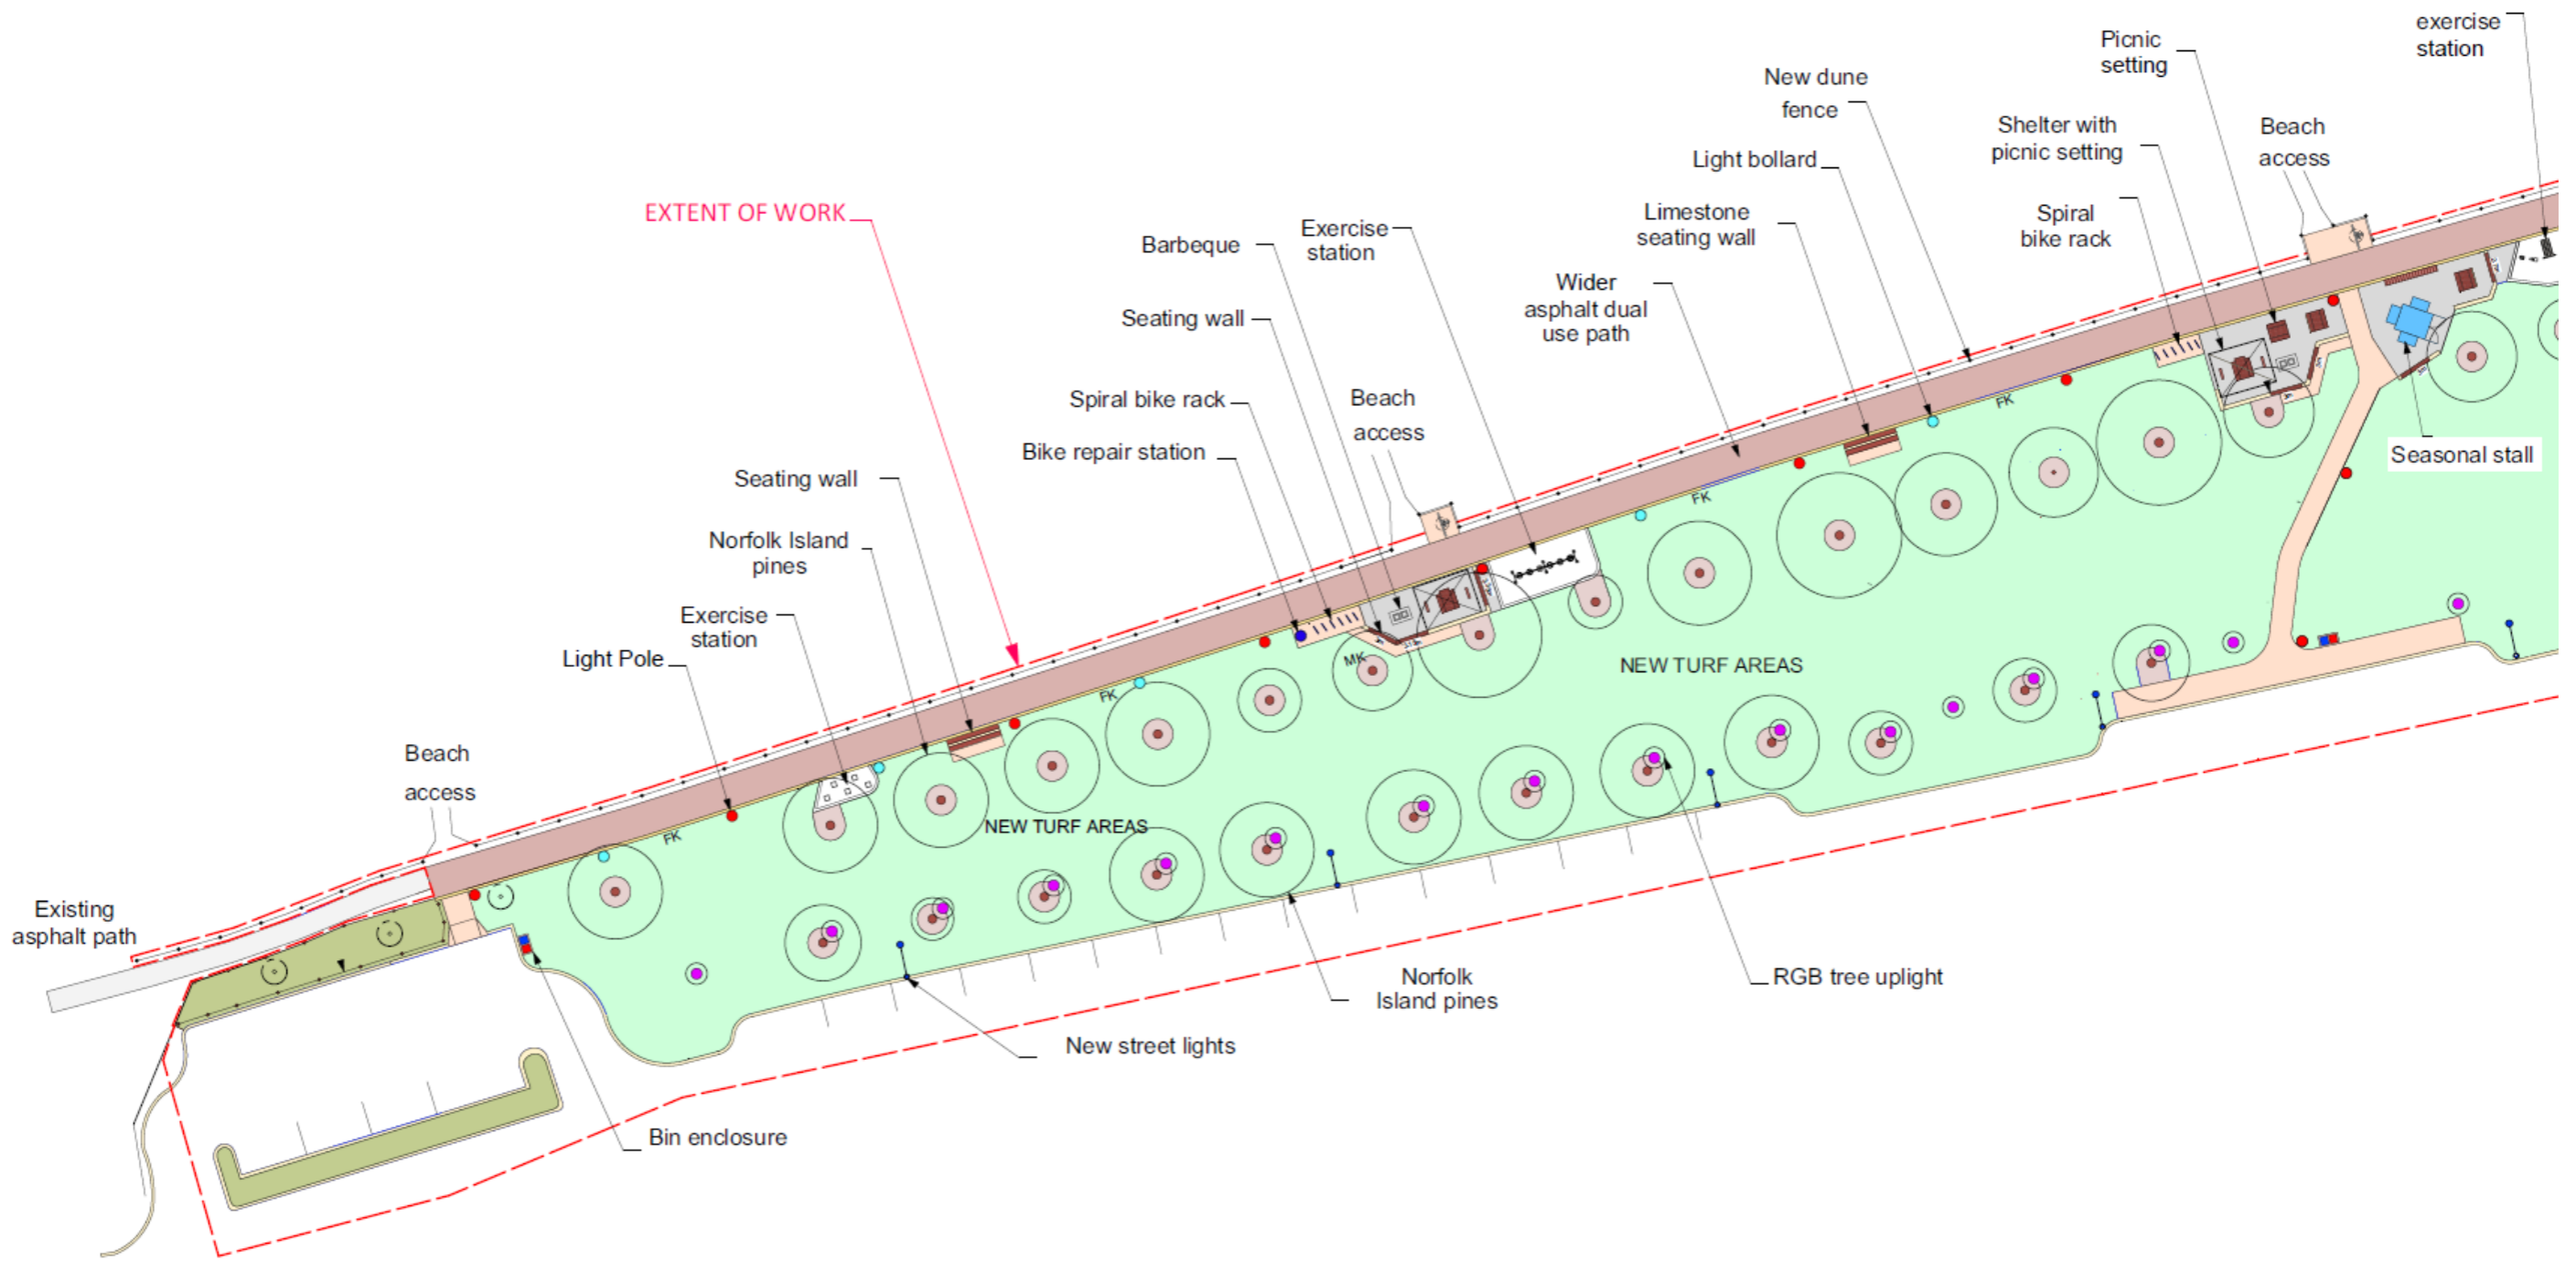 exercise
station
Picnic
setting
New dune
fence
Shelter with
picnic setting
Beach
access
Light bollard
Spiral
bike rack
Limestone
seating wall
EXTENT OF WORK
Exercise
station
Barbeque
Wider
asphalt dual
use path
Seating wall
Beach
access
Spiral bike rack
Bike repair station
FK
Seasonal stall
Seating wall
FK
Norfolk Island
pines
Exercise
station
Light Pole
MK
NEW TURF AREAS
FK
Beach
access
NEW TURF AREAS
FK
Existing
asphalt path
Norfolk
Island pines
RGB tree uplight
New street lights
Bin enclosure